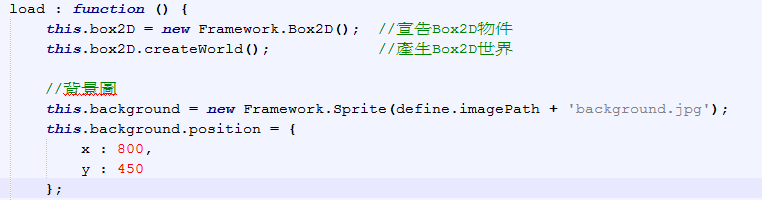 load : function () {
    this.box2D = new Framework.Box2D();  //宣告Box2D物件
    this.box2D.createWorld();            //產生Box2D世界
    //背景圖
    this.background = new Framework.Sprite(define.imagePath + 'background.jpg');
    this.background.position = {
        x : 800,
        y : 450
    };